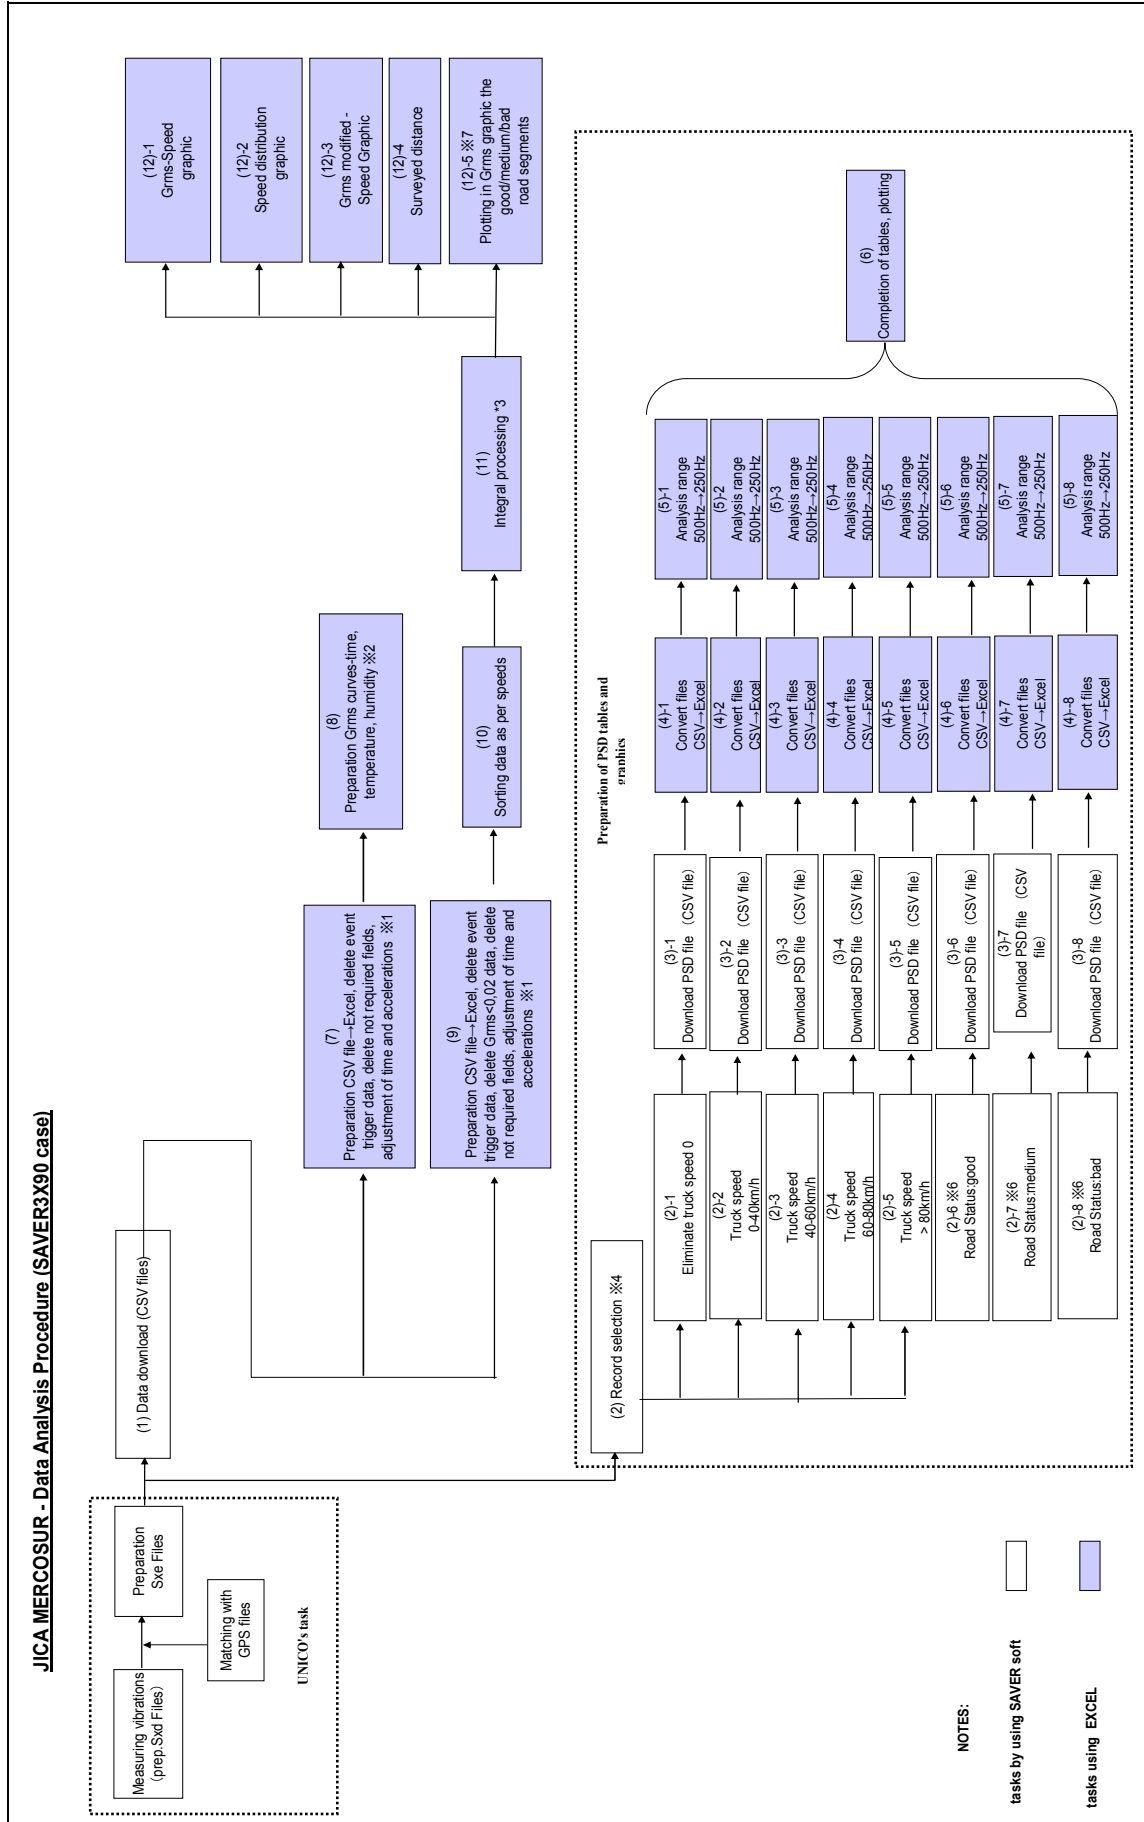 JICA MERCOSUR - Data Analysis Procedure (SAVER3X90 case)
Measuring vibrations
（prep.Sxd Files）
Matching with
GPS files
Preparation
Sxe Files
UNICO's task
(1) Data download (CSV files)
(7)
Preparation CSV file→Excel, delete event
trigger data, delete not required fields,
adjustment of time and accelerations ※1
(8)
Preparation Grms curves-time,
temperature, humidity ※2
(9)
Preparation CSV file→Excel, delete event
trigger data, delete Grms<0,02 data, delete
not required fields, adjustment of time and
accelerations ※1
(10)
Sorting data as per speeds
(11)
Integral processing *3
(12)-1
Grms-Speed
graphic
(12)-2
Speed distribution
graphic
(12)-3
Grms modified -
Speed Graphic
(12)-4
Surveyed distance
(12)-5 ※7
Plotting in Grms graphic the
good/medium/bad
road segments
Preparation of PSD tables and
graphics
(2) Record selection ※4
(2)-1
Eliminate truck speed 0
(3)-1
Download PSD file （CSV file）
(4)-1
Convert files
CSV→Excel
(5)-1
Analysis range
500Hz→250Hz
(2)-2
Truck speed
0-40km/h
(3)-2
Download PSD file （CSV file）
(4)-2
Convert files
CSV→Excel
(5)-2
Analysis range
500Hz→250Hz
(2)-3
Truck speed
40-60km/h
(3)-3
Download PSD file （CSV file）
(4)-3
Convert files
CSV→Excel
(5)-3
Analysis range
500Hz→250Hz
(2)-4
Truck speed
60-80km/h
(3)-4
Download PSD file （CSV file）
(4)-4
Convert files
CSV→Excel
(5)-4
Analysis range
500Hz→250Hz
(2)-5
Truck speed
> 80km/h
(3)-5
Download PSD file （CSV file）
(4)-5
Convert files
CSV→Excel
(5)-5
Analysis range
500Hz→250Hz
(2)-6 ※6
Road Status:good
(3)-6
Download PSD file （CSV file）
(4)-6
Convert files
CSV→Excel
(5)-6
Analysis range
500Hz→250Hz
(2)-7 ※6
Road Status:medium
(3)-7
Download PSD file （CSV
file）
(4)-7
Convert files
CSV→Excel
(5)-7
Analysis range
500Hz→250Hz
(2)-8 ※6
Road Status:bad
(3)-8
Download PSD file （CSV file）
(4)--8
Convert files
CSV→Excel
(5)-8
Analysis range
500Hz→250Hz
(6)
Completion of tables, plotting
NOTES:
tasks by using SAVER soft
tasks using EXCEL